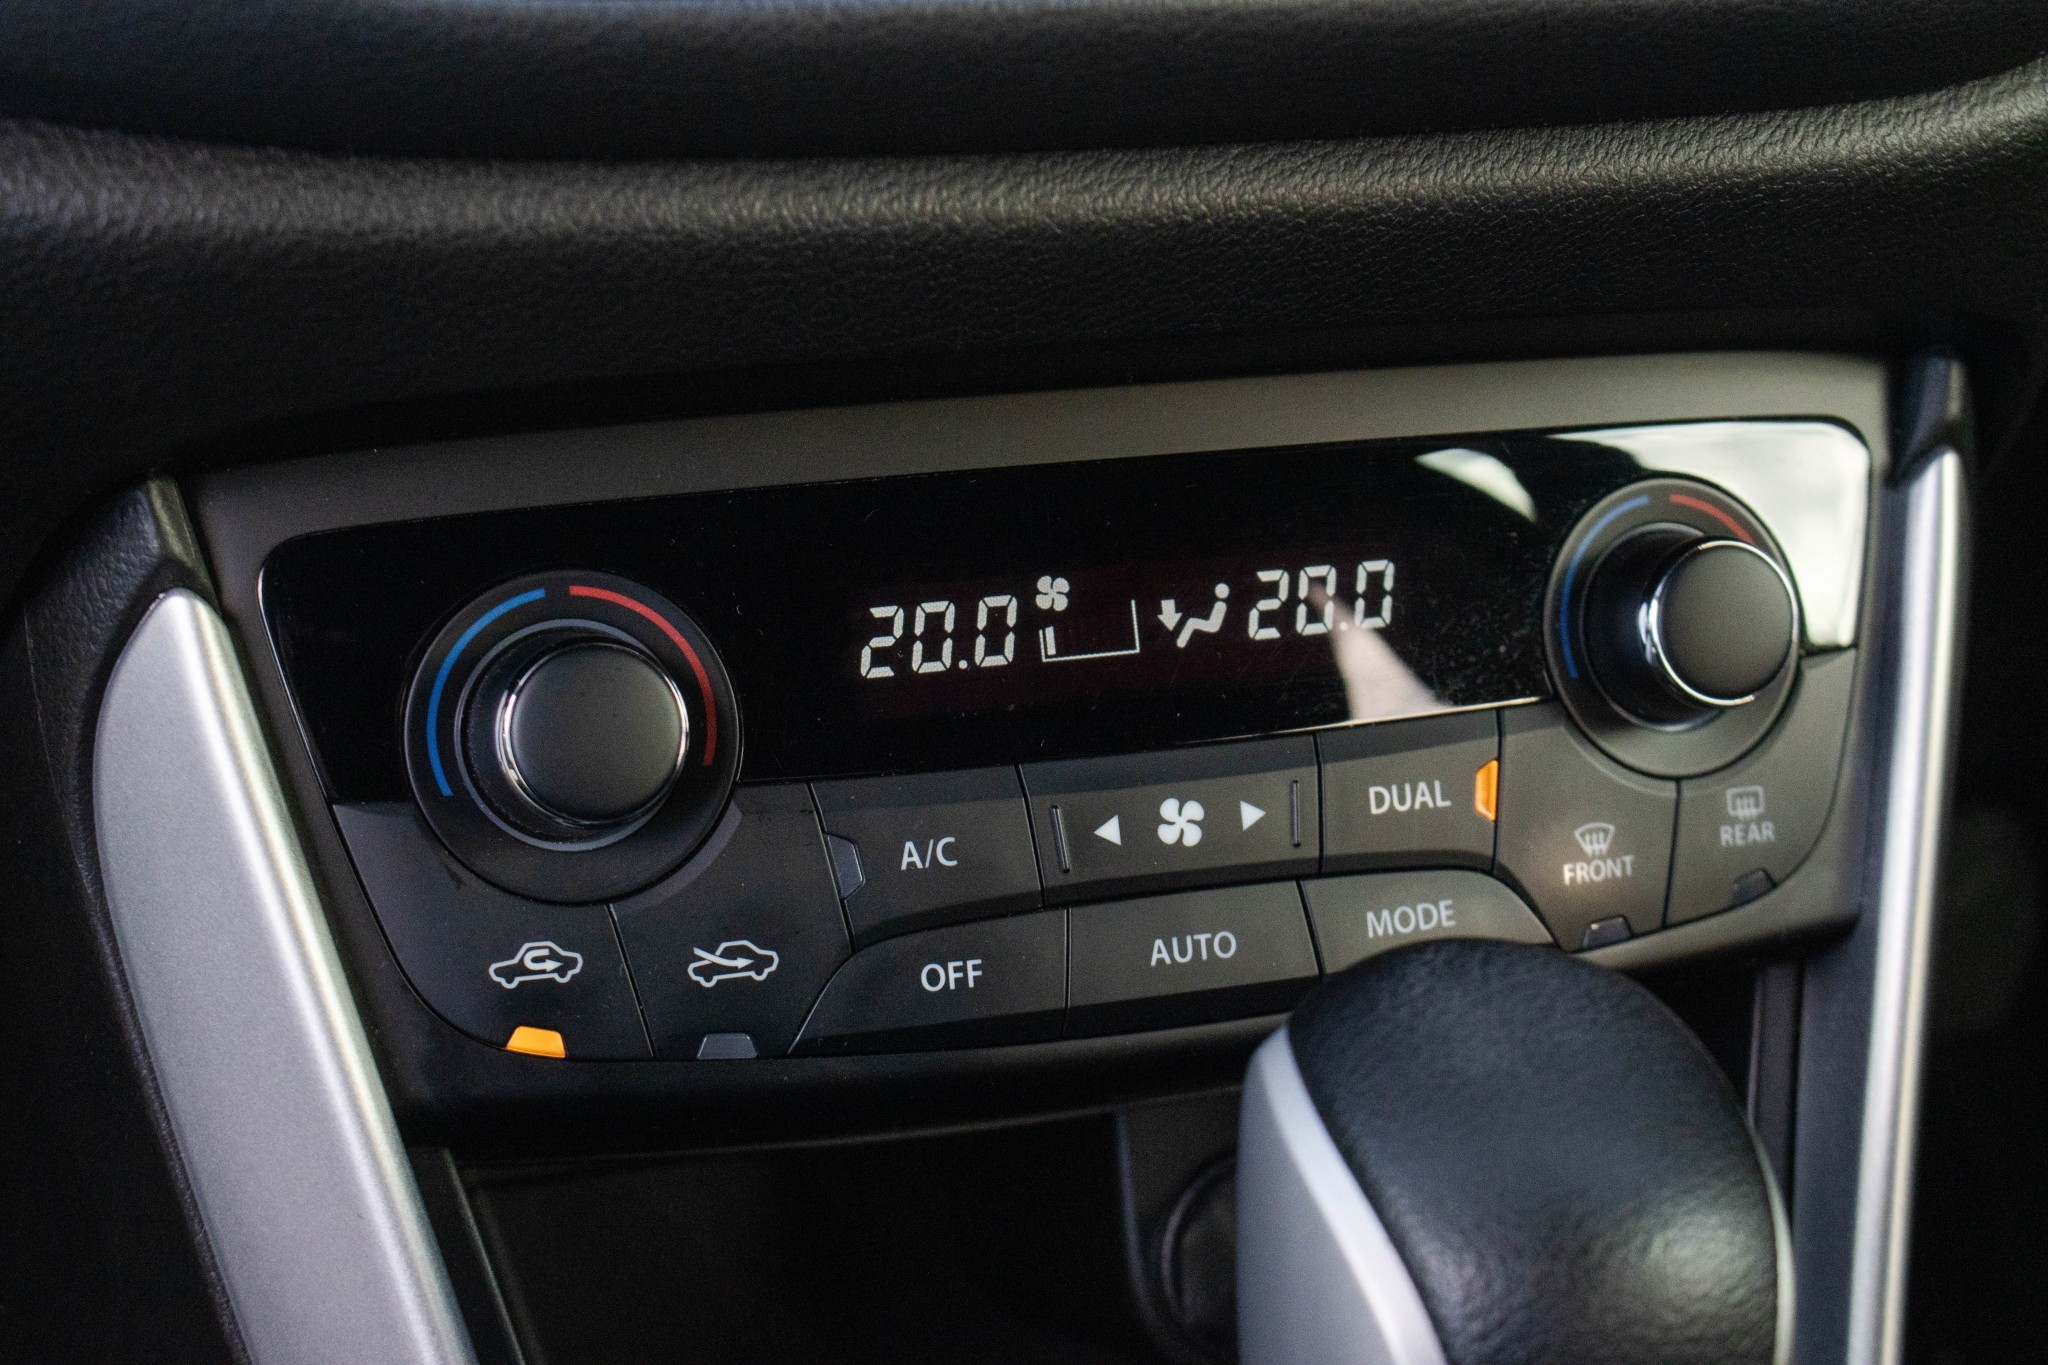 20.0
20.0
A/C
DUAL
FRONT
REAR
OFF
AUTO
MODE